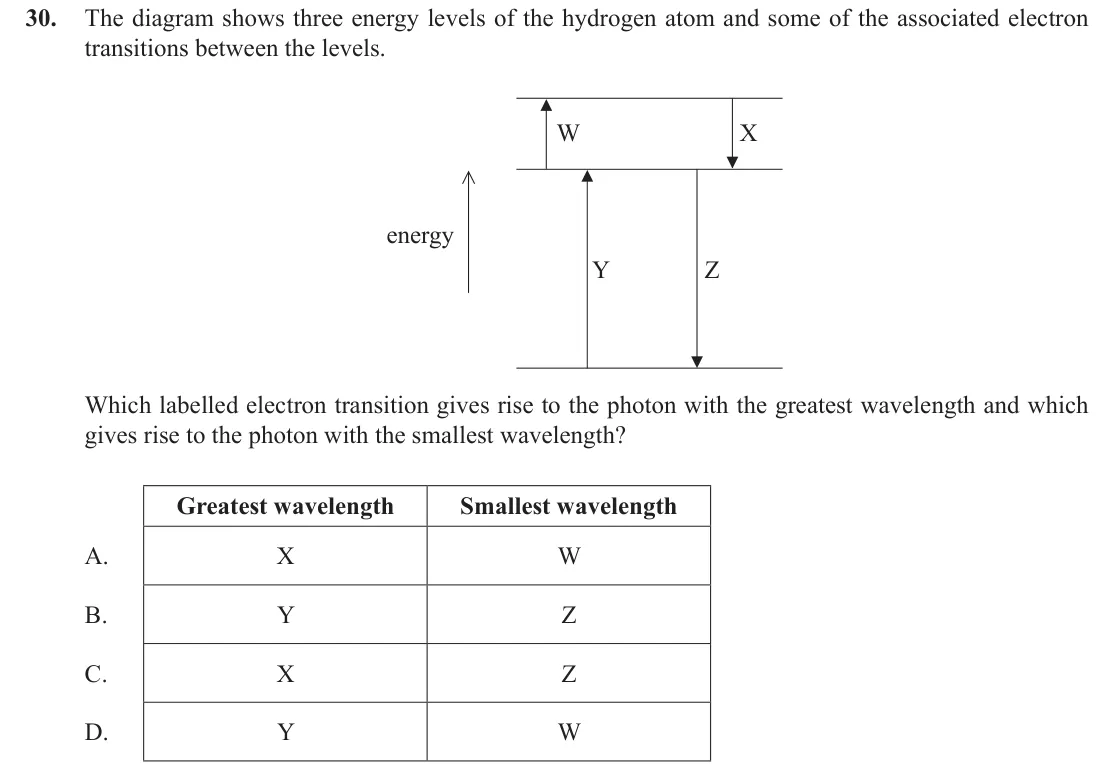 30. The diagram shows three energy levels of the hydrogen atom and some of the associated electron
transitions between the levels.
W
X
energy
Y
Z
Which labelled electron transition gives rise to the photon with the greatest wavelength and which
gives rise to the photon with the smallest wavelength?
Greatest wavelength Smallest wavelength
A. X W
B. Y Z
C. X Z
D. Y W